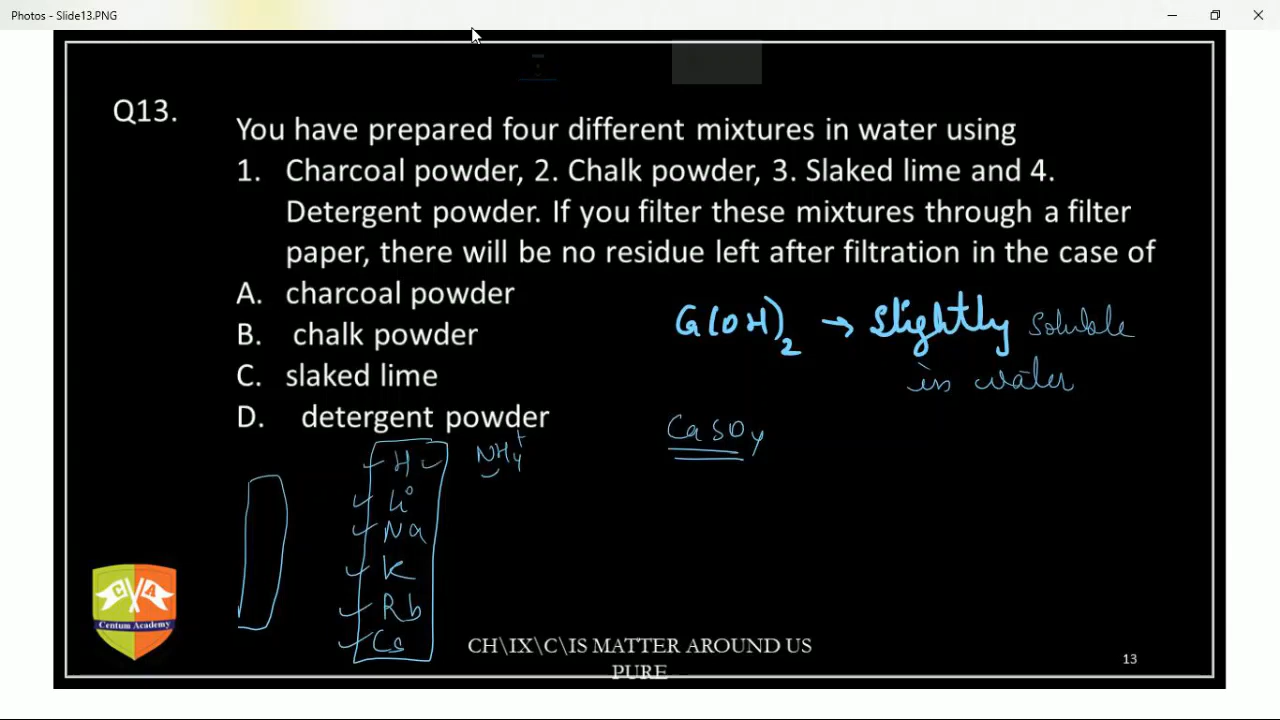 Photos - Slide13.PNG
Q13.
You have prepared four different mixtures in water using
1. Charcoal powder, 2. Chalk powder, 3. Slaked lime and 4.
Detergent powder. If you filter these mixtures through a filter
paper, there will be no residue left after filtration in the case of
A. charcoal powder
B. chalk powder
C. slaked lime
D. detergent powder
Ca(OH)₂ → Slightly soluble
in water
CaSO₄
H NH₄⁺
Li
Na
K
Rb
Cs
C A
Centum Academy
CH\IX\C\IS MATTER AROUND US
PURE
13